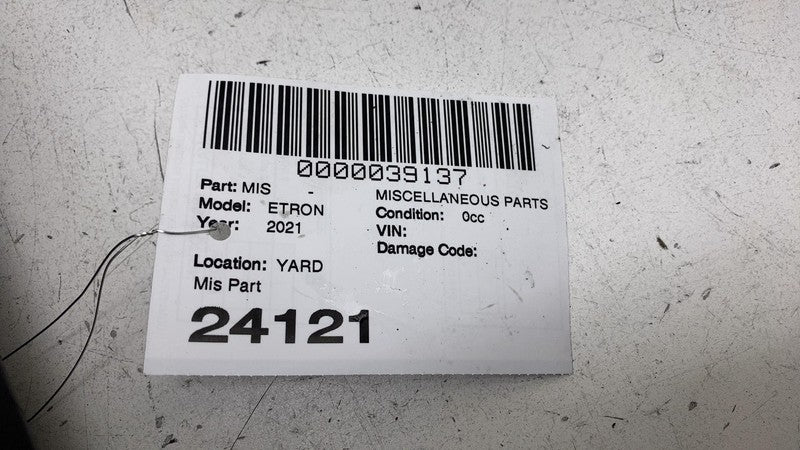 0000039137
Part: MIS - MISCELLANEOUS PARTS
Model: ETRON Condition: 0cc
Year: 2021 VIN:
Damage Code:
Location: YARD
Mis Part
24121